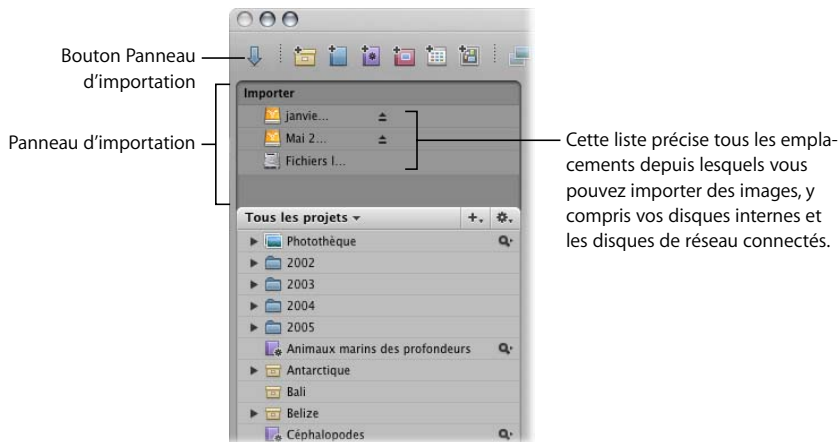 Bouton Panneau
d'importation
Panneau d'importation
Importer
janvie...
Mai 2...
Fichiers l...
Cette liste précise tous les empla-
cements depuis lesquels vous
pouvez importer des images, y
compris vos disques internes et
les disques de réseau connectés.
Tous les projets
Photothèque
2002
2003
2004
2005
Animaux marins des profondeurs
Antarctique
Bali
Belize
Céphalopodes